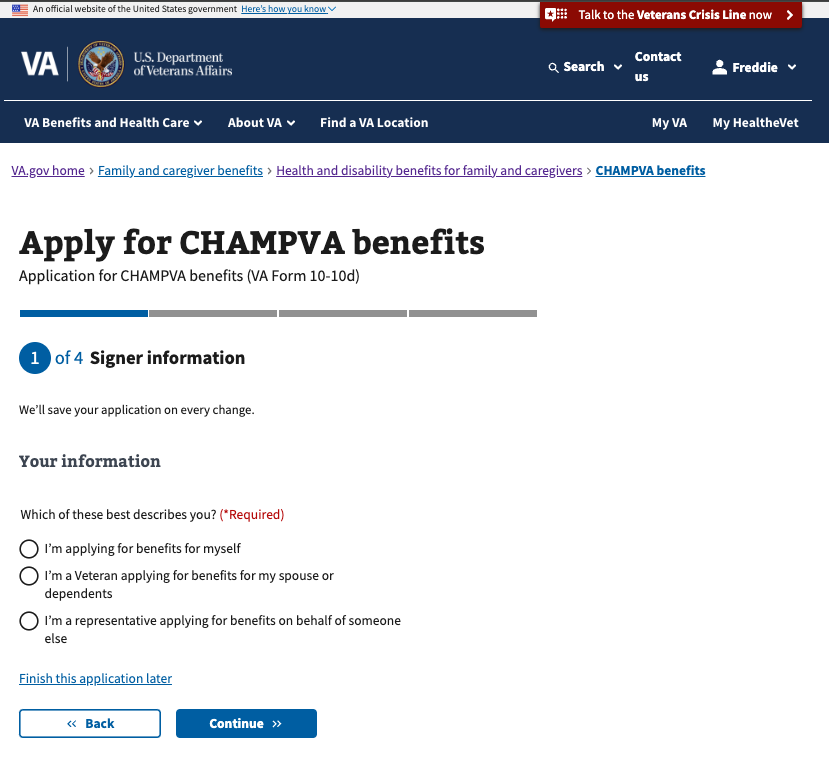 An official website of the United States government Here's how you know
Talk to the Veterans Crisis Line now
VA
U.S. Department
of Veterans Affairs
Search
Contact
us
Freddie
VA Benefits and Health Care
About VA
Find a VA Location
My VA
My HealtheVet
VA.gov home › Family and caregiver benefits › Health and disability benefits for family and caregivers › CHAMPVA benefits
Apply for CHAMPVA benefits
Application for CHAMPVA benefits (VA Form 10-10d)
1 of 4 Signer information
We'll save your application on every change.
Your information
Which of these best describes you? (*Required)
I'm applying for benefits for myself
I'm a Veteran applying for benefits for my spouse or
dependents
I'm a representative applying for benefits on behalf of someone
else
Finish this application later
« Back
Continue »